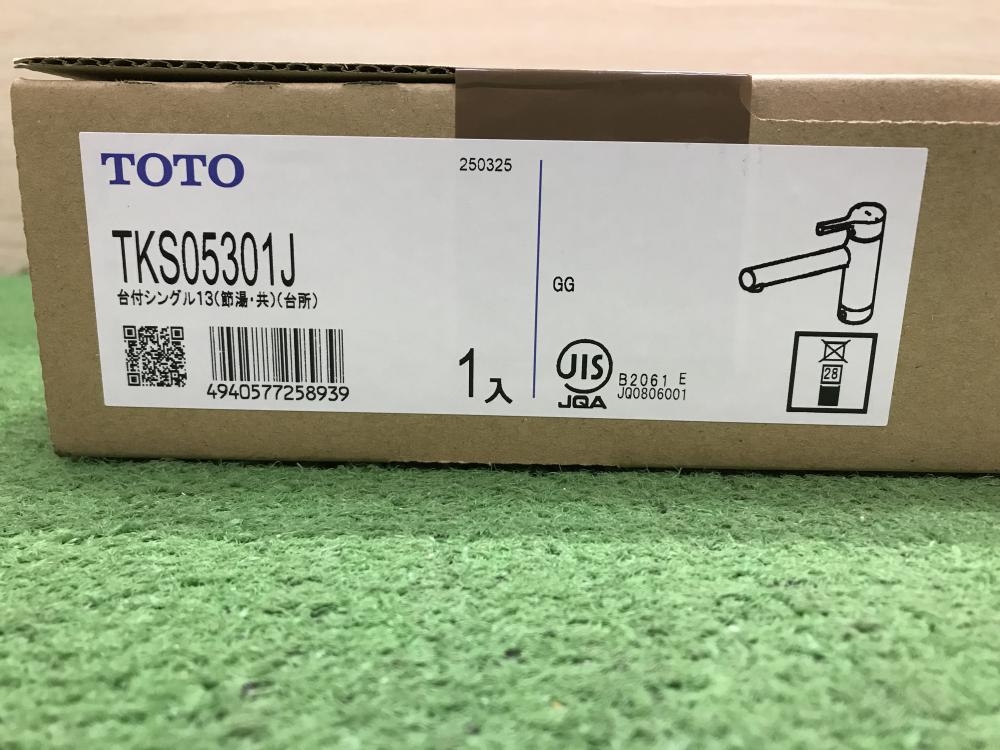 TOTO
250325
TKS05301J
台付シングル13(節湯・共)(台所)
4940577258939
1入
GG
JIS
JQA
B2061 E
JQ0806001
28